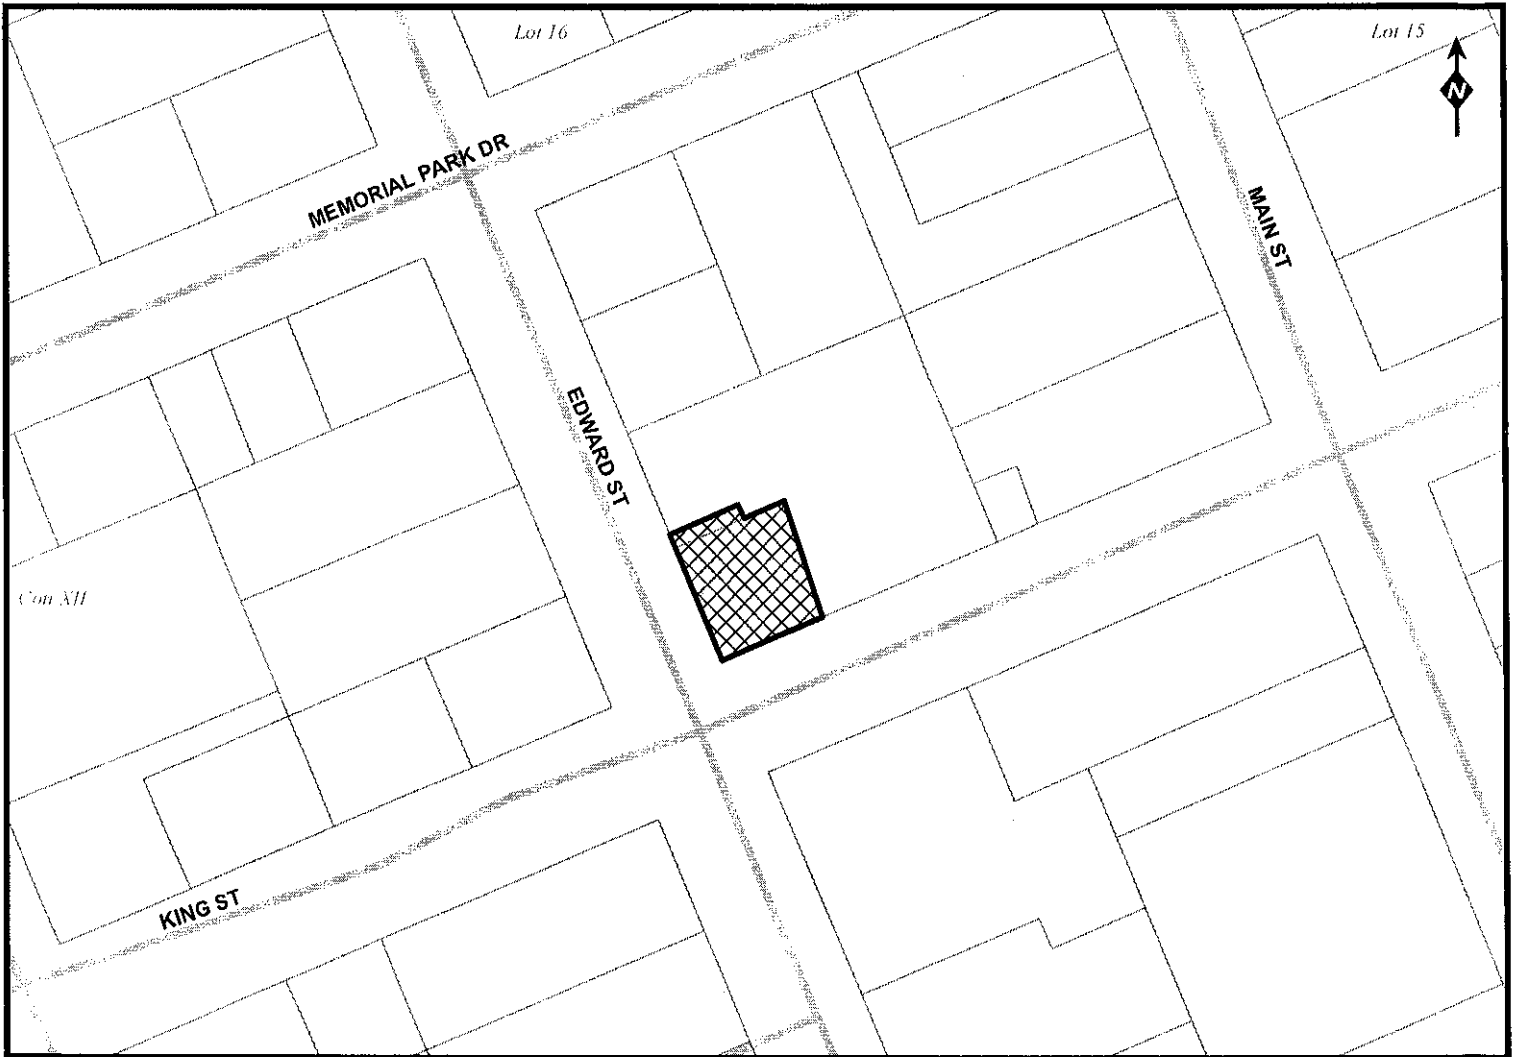 Lot 16
Lot 15
N
MEMORIAL PARK DR
MAIN ST
EDWARD ST
Con XII
KING ST